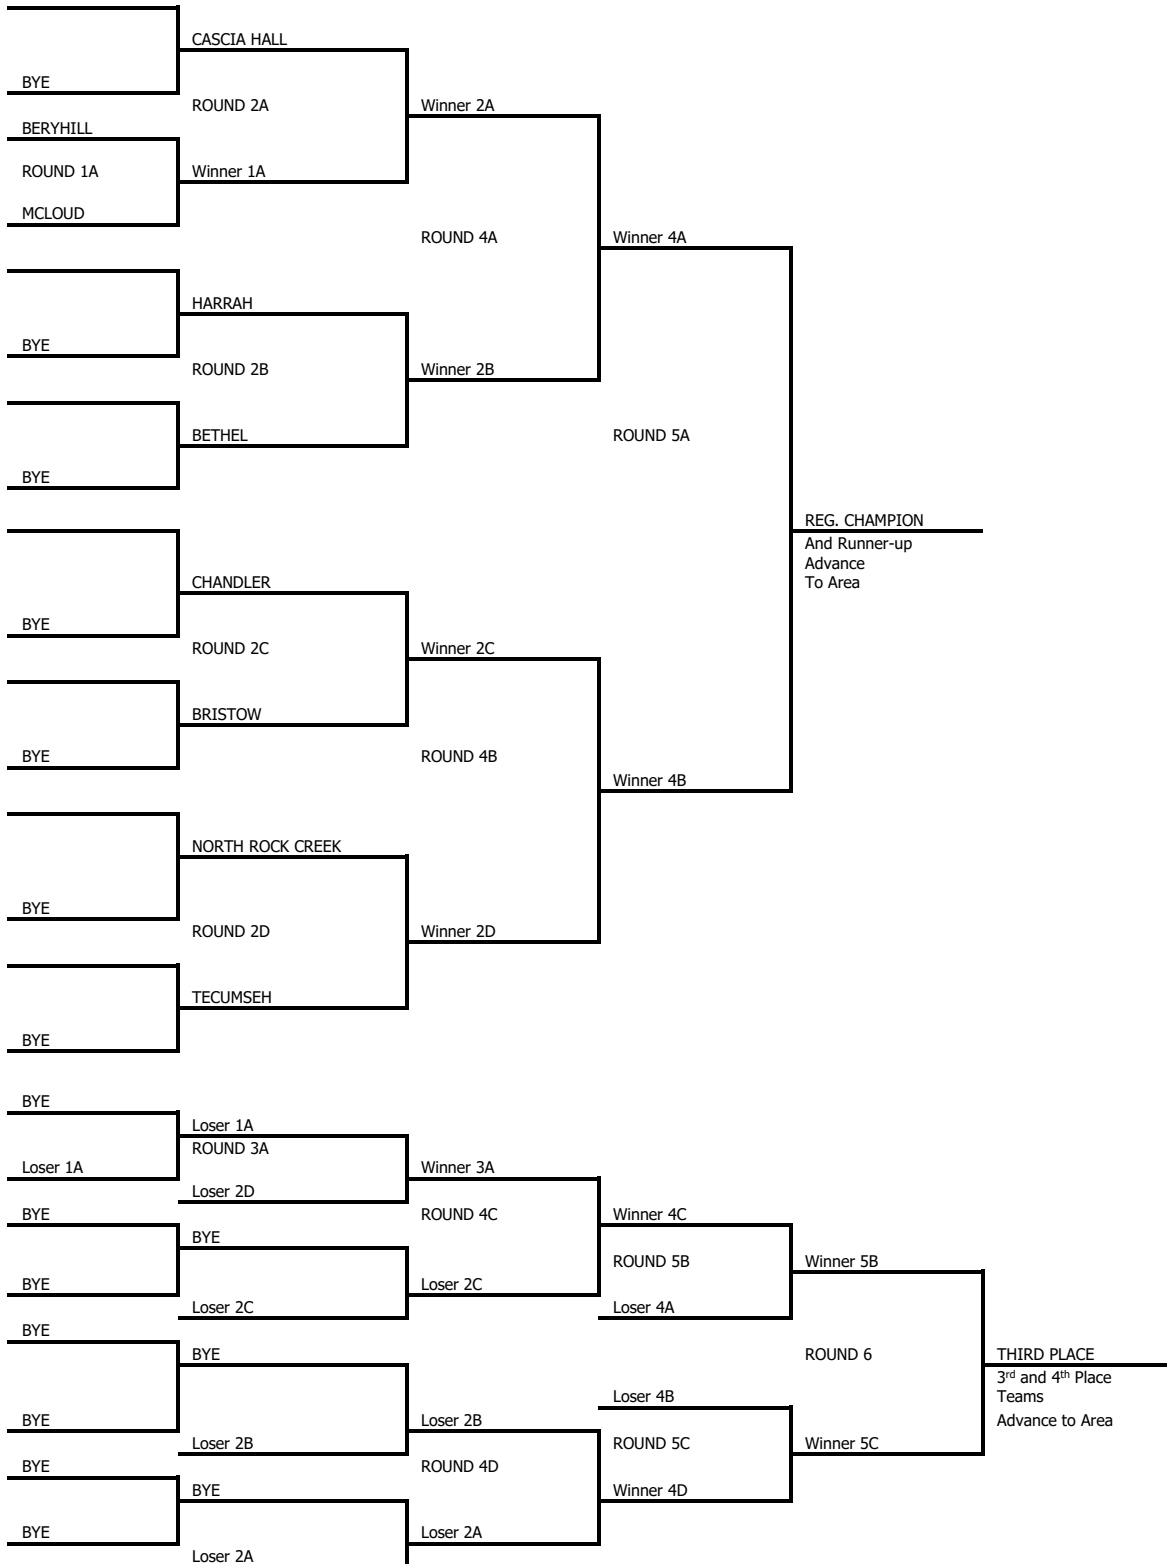 CASCIA HALL
BYE
ROUND 2A
Winner 2A
BERYHILL
ROUND 1A
Winner 1A
MCLOUD
ROUND 4A
Winner 4A
HARRAH
BYE
ROUND 2B
Winner 2B
BETHEL
ROUND 5A
BYE
REG. CHAMPION
And Runner-up
Advance
To Area
CHANDLER
BYE
ROUND 2C
Winner 2C
BRISTOW
BYE
ROUND 4B
Winner 4B
NORTH ROCK CREEK
BYE
ROUND 2D
Winner 2D
TECUMSEH
BYE
BYE
Loser 1A
ROUND 3A
Loser 1A
Winner 3A
Loser 2D
BYE
ROUND 4C
Winner 4C
BYE
ROUND 5B
Winner 5B
BYE
Loser 2C
Loser 2C
Loser 4A
BYE
BYE
ROUND 6
THIRD PLACE
3rd and 4th Place
Teams
Advance to Area
Loser 4B
BYE
Loser 2B
Loser 2B
ROUND 5C
Winner 5C
BYE
ROUND 4D
BYE
Winner 4D
BYE
Loser 2A
Loser 2A